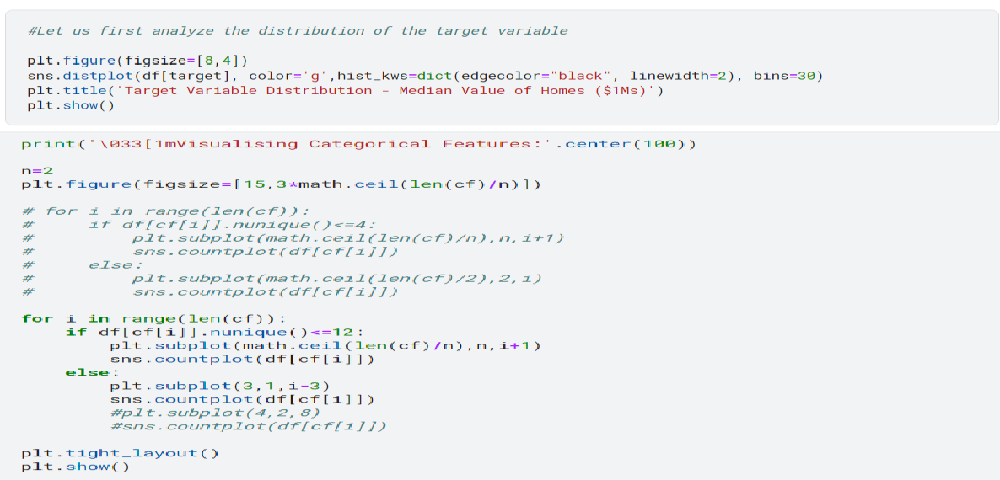 #Let us first analyze the distribution of the target variable
plt.figure(figsize=[8,4])
sns.distplot(df[target], color='g',hist_kws=dict(edgecolor="black", linewidth=2), bins=30)
plt.title('Target Variable Distribution - Median Value of Homes ($1Ms)')
plt.show()
print('\033[1mVisualising Categorical Features:'.center(100))
n=2
plt.figure(figsize=[15,3*math.ceil(len(cf)/n)])
# for i in range(len(cf)):
#     if df[cf[i]].nunique()<=4:
#         plt.subplot(math.ceil(len(cf)/n),n,i+1)
#         sns.countplot(df[cf[i]])
#     else:
#         plt.subplot(math.ceil(len(cf)/2),2,i)
#         sns.countplot(df[cf[i]])
for i in range(len(cf)):
    if df[cf[i]].nunique()<=12:
        plt.subplot(math.ceil(len(cf)/n),n,i+1)
        sns.countplot(df[cf[i]])
    else:
        plt.subplot(3,1,i-3)
        sns.countplot(df[cf[i]])
        #plt.subplot(4,2,8)
        #sns.countplot(df[cf[i]])
plt.tight_layout()
plt.show()